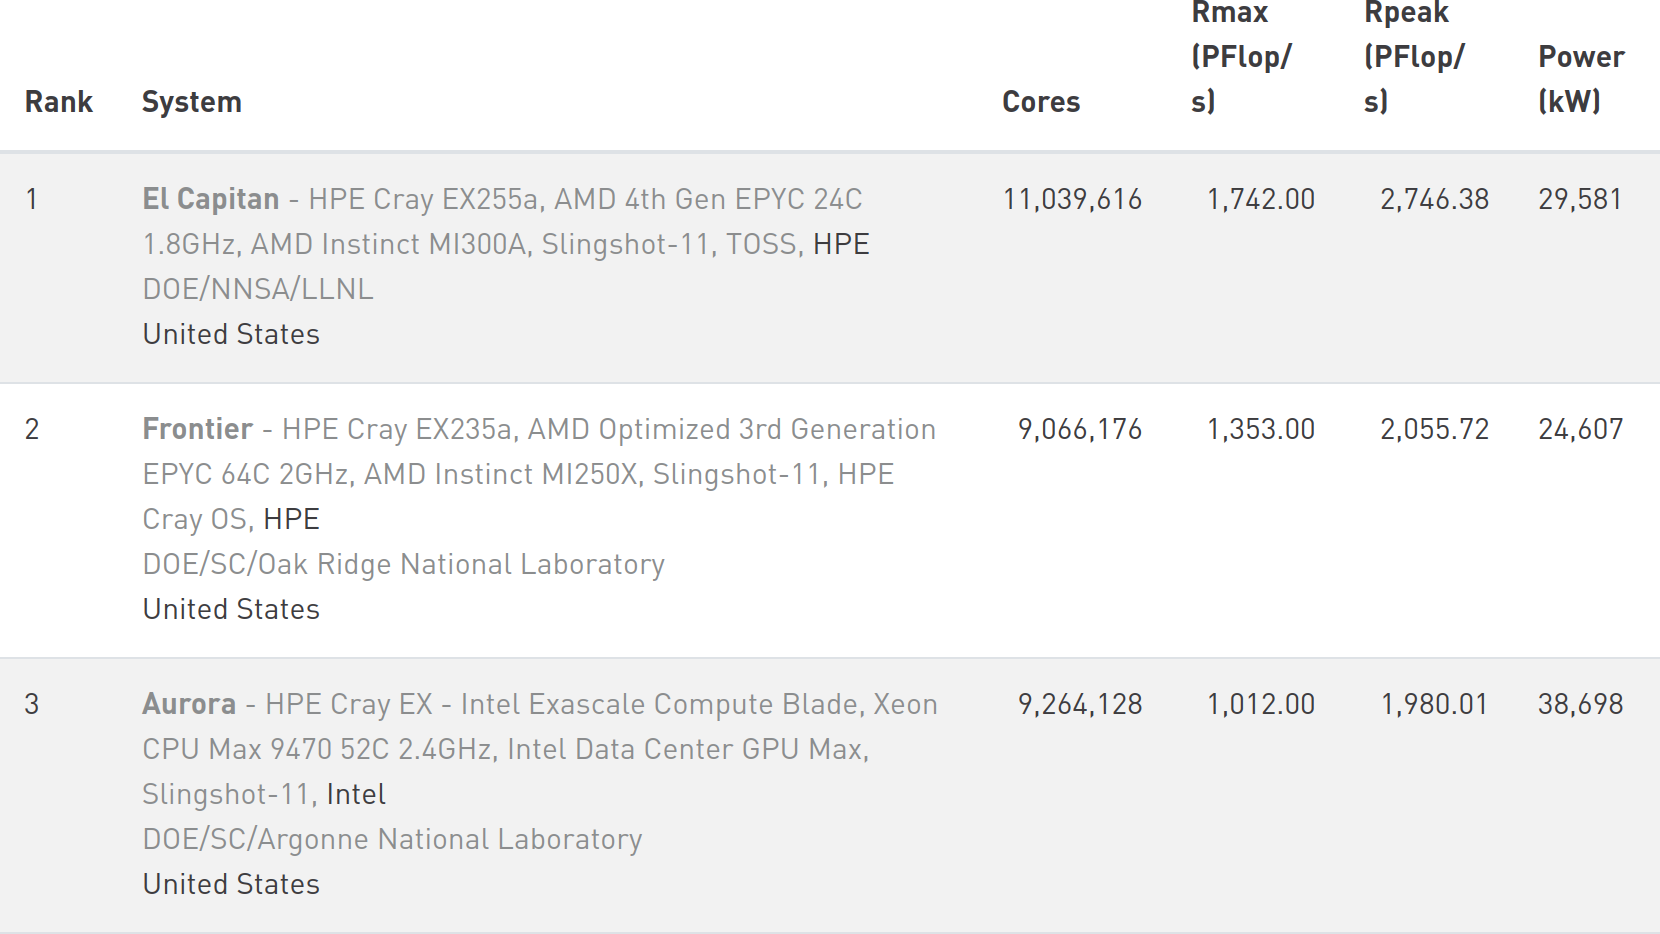 Rank System Cores Rmax (PFlop/s) Rpeak (PFlop/s) Power (kW)
1 El Capitan - HPE Cray EX255a, AMD 4th Gen EPYC 24C 11,039,616 1,742.00 2,746.38 29,581
1.8GHz, AMD Instinct MI300A, Slingshot-11, TOSS, HPE
DOE/NNSA/LLNL
United States
2 Frontier - HPE Cray EX235a, AMD Optimized 3rd Generation 9,066,176 1,353.00 2,055.72 24,607
EPYC 64C 2GHz, AMD Instinct MI250X, Slingshot-11, HPE
Cray OS, HPE
DOE/SC/Oak Ridge National Laboratory
United States
3 Aurora - HPE Cray EX - Intel Exascale Compute Blade, Xeon 9,264,128 1,012.00 1,980.01 38,698
CPU Max 9470 52C 2.4GHz, Intel Data Center GPU Max,
Slingshot-11, Intel
DOE/SC/Argonne National Laboratory
United States